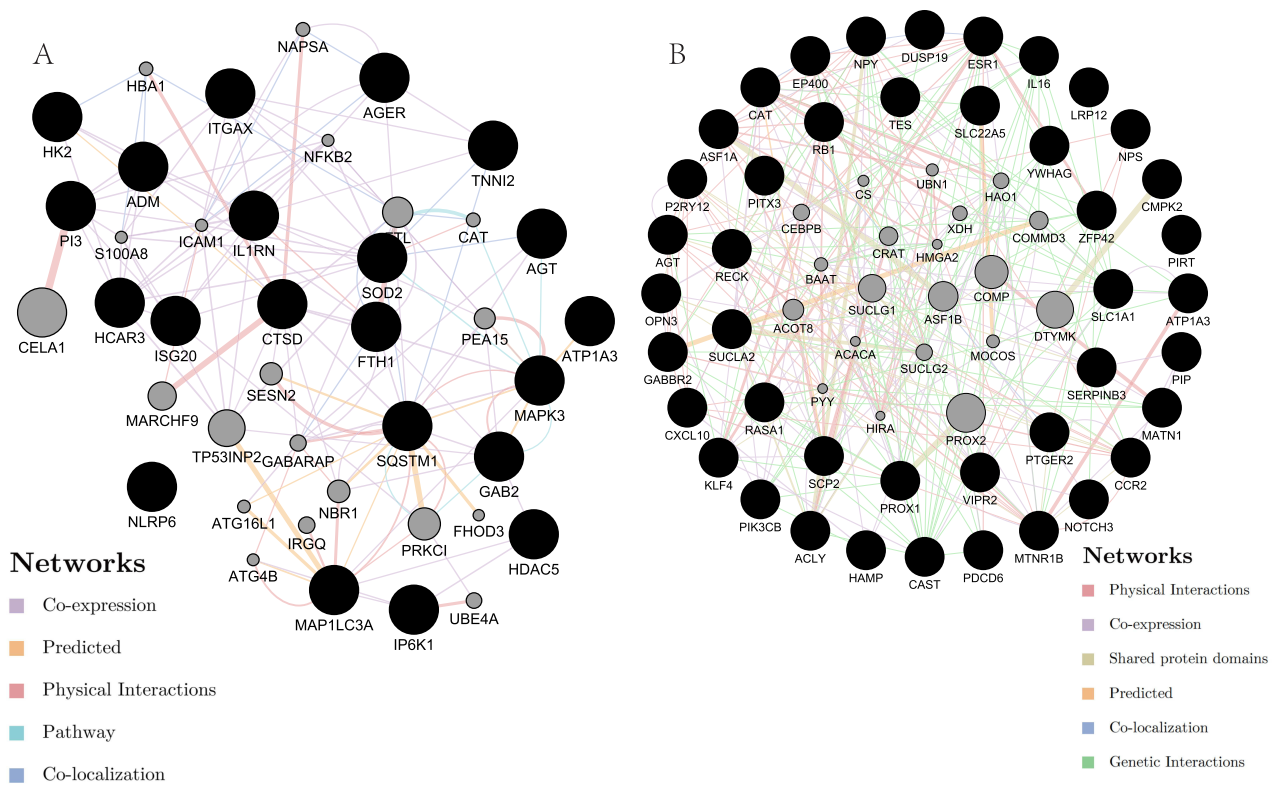 A
NAPSA
HBA1
AGER
ITGAX
HK2
NFKB2
TNNI2
ADM
PI3
S100A8
ICAM1
IL1RN
CAT
AGT
SOD2
CELA1
HCAR3
ISG20
CTSD
FTH1
PEA15
ATP1A3
SESN2
MAPK3
MARCHF9
TP53INP2
GABARAP
SQSTM1
GAB2
NLRP6
ATG16L1
NBR1
IRGQ
PRKCI
FHOD3
HDAC5
ATG4B
MAP1LC3A
IP6K1
UBE4A
Networks
Co-expression
Predicted
Physical Interactions
Pathway
Co-localization
B
NPY
DUSP19
ESR1
EP400
IL16
CAT
TES
LRP12
SLC22A5
ASF1A
RB1
NPS
YWHAG
P2RY12
PITX3
CS
UBN1
HAO1
CMPK2
CEBPB
XDH
COMMD3
ZFP42
AGT
RECK
CRAT
HMGA2
PIRT
BAAT
OPN3
SUCLG1
ASF1B
COMP
SLC1A1
ATP1A3
ACOT8
DTYMK
GABBR2
SUCLA2
ACACA
SUCLG2
MOCOS
PIP
SERPINB3
PYY
CXCL10
RASA1
HIRA
PROX2
MATN1
KLF4
SCP2
PTGER2
CCR2
PIK3CB
PROX1
VIPR2
NOTCH3
ACLY
HAMP
CAST
PDCD6
MTNR1B
Networks
Physical Interactions
Co-expression
Shared protein domains
Predicted
Co-localization
Genetic Interactions